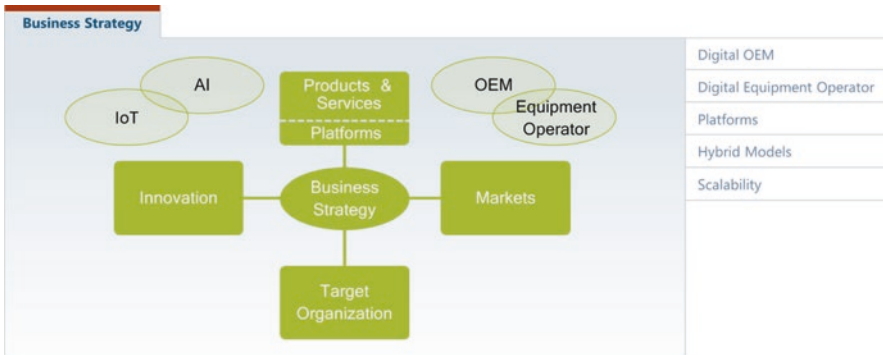 Business Strategy
AI
IoT
Products &
Services
Platforms
OEM
Equipment
Operator
Innovation
Business
Strategy
Markets
Target
Organization
Digital OEM
Digital Equipment Operator
Platforms
Hybrid Models
Scalability